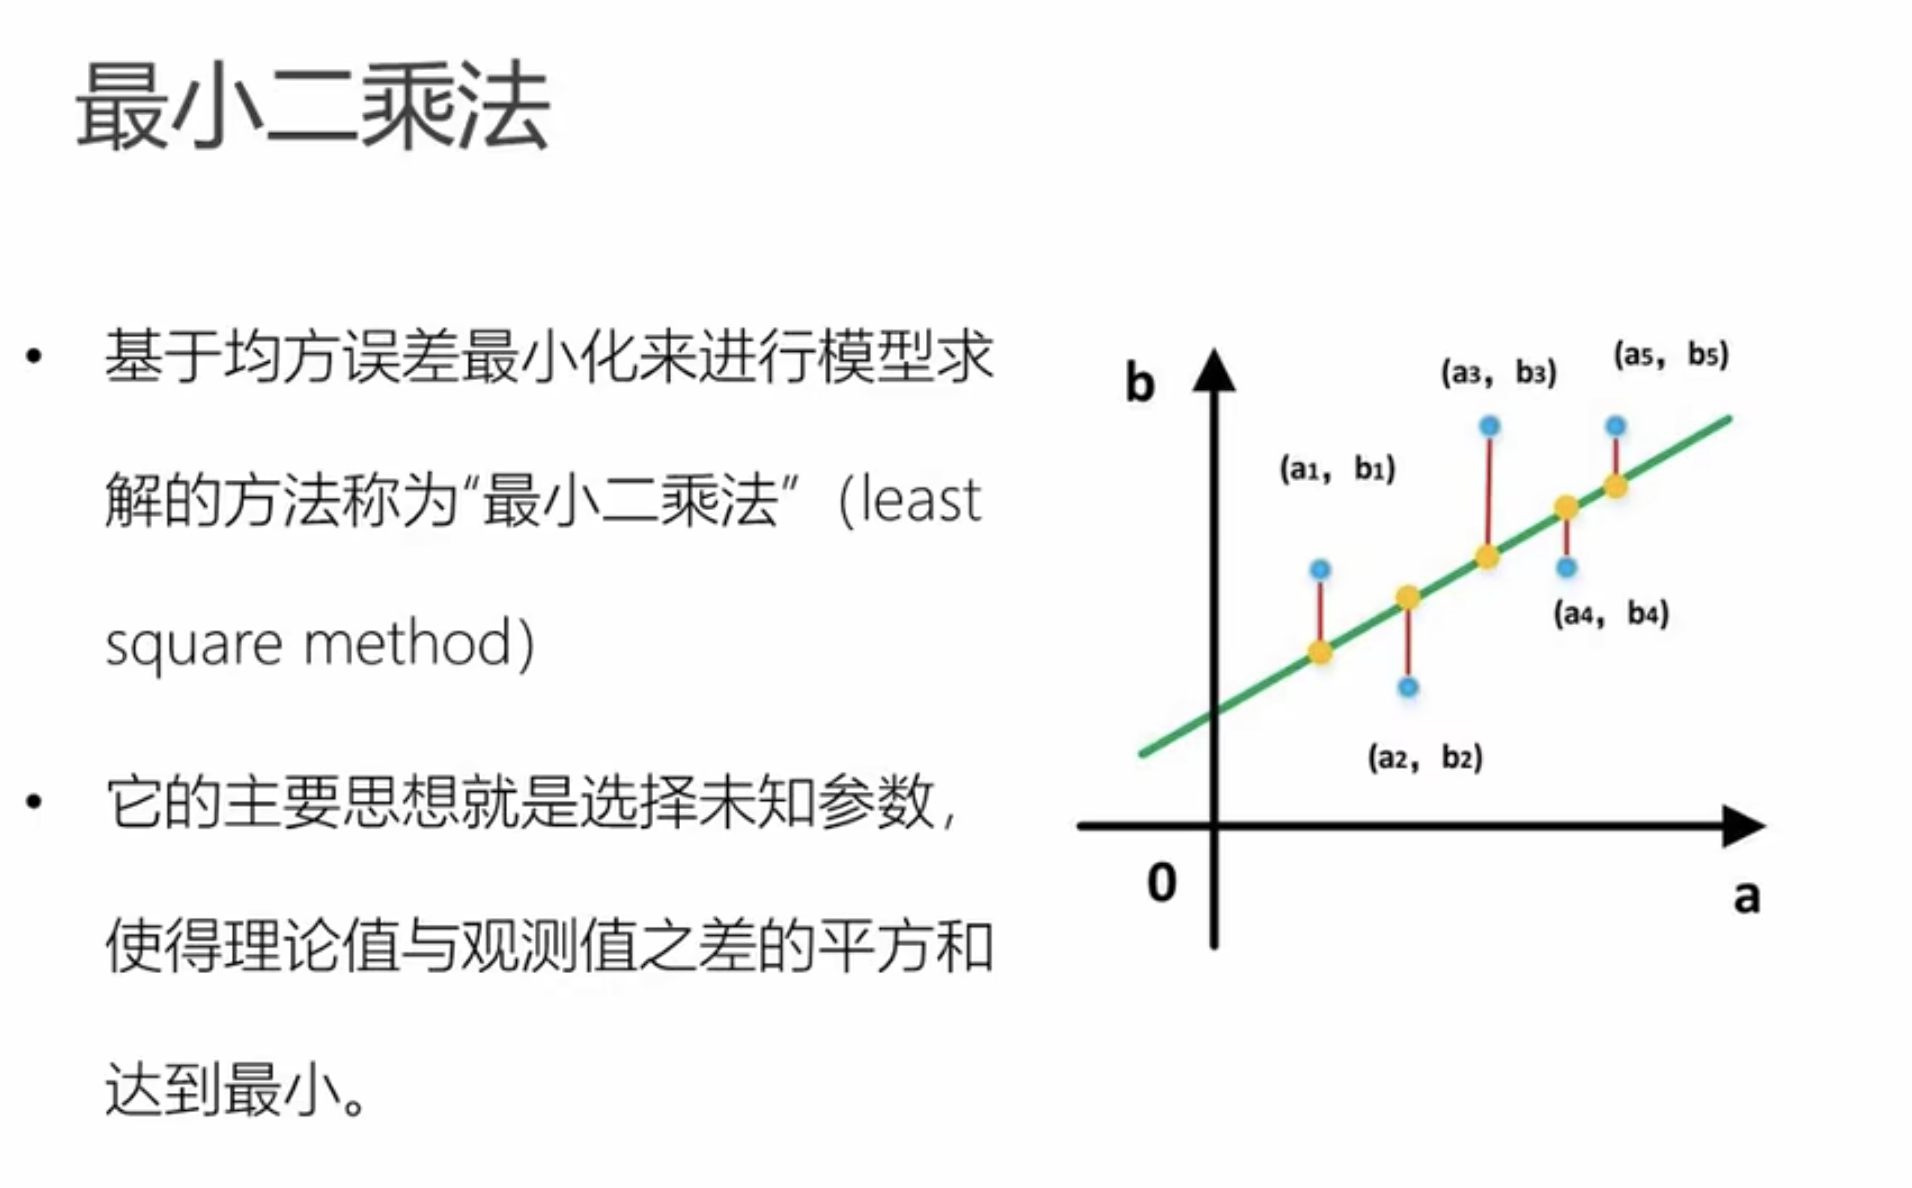 最小二乘法
• 基于均方误差最小化来进行模型求
解的方法称为“最小二乘法”（least
square method)
• 它的主要思想就是选择未知参数，
使得理论值与观测值之差的平方和
达到最小。
b
(a1, b1)
(a3, b3)
(a5, b5)
(a4, b4)
(a2, b2)
0
a